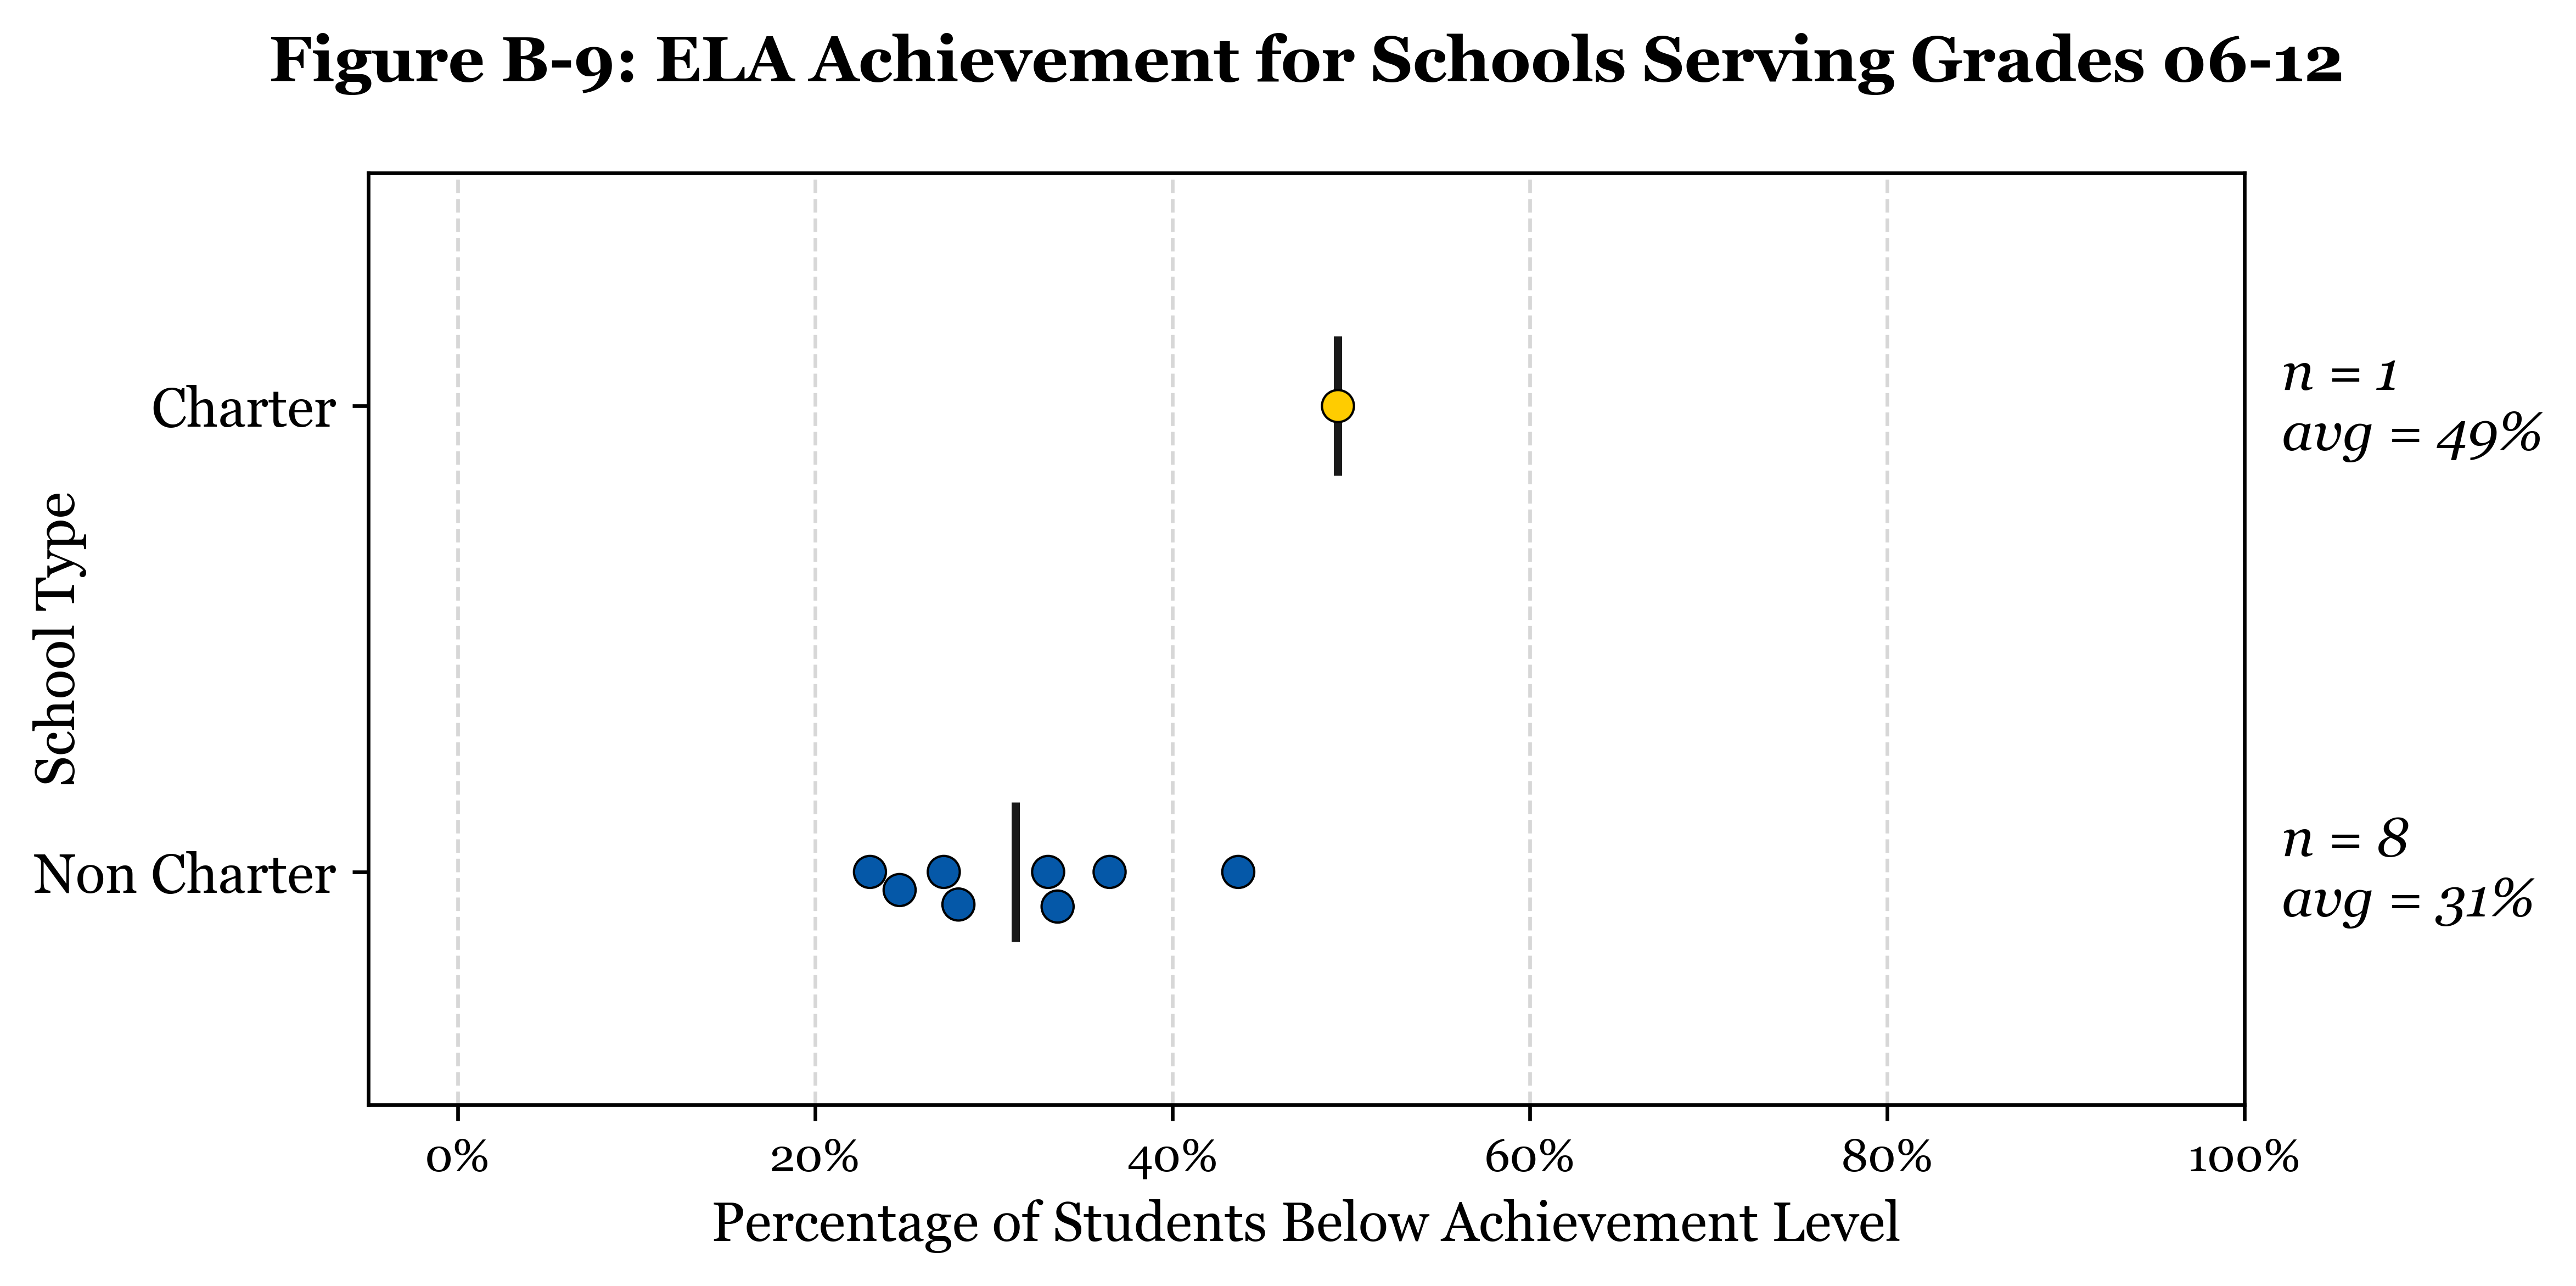 Figure B-9: ELA Achievement for Schools Serving Grades 06-12
School Type
Charter
n = 1
avg = 49%
Non Charter
n = 8
avg = 31%
0% 20% 40% 60% 80% 100%
Percentage of Students Below Achievement Level